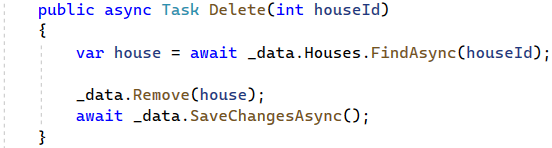 public async Task Delete(int houseId)
{
var house = await _data.Houses.FindAsync(houseId);
_data.Remove(house);
await _data.SaveChangesAsync();
}